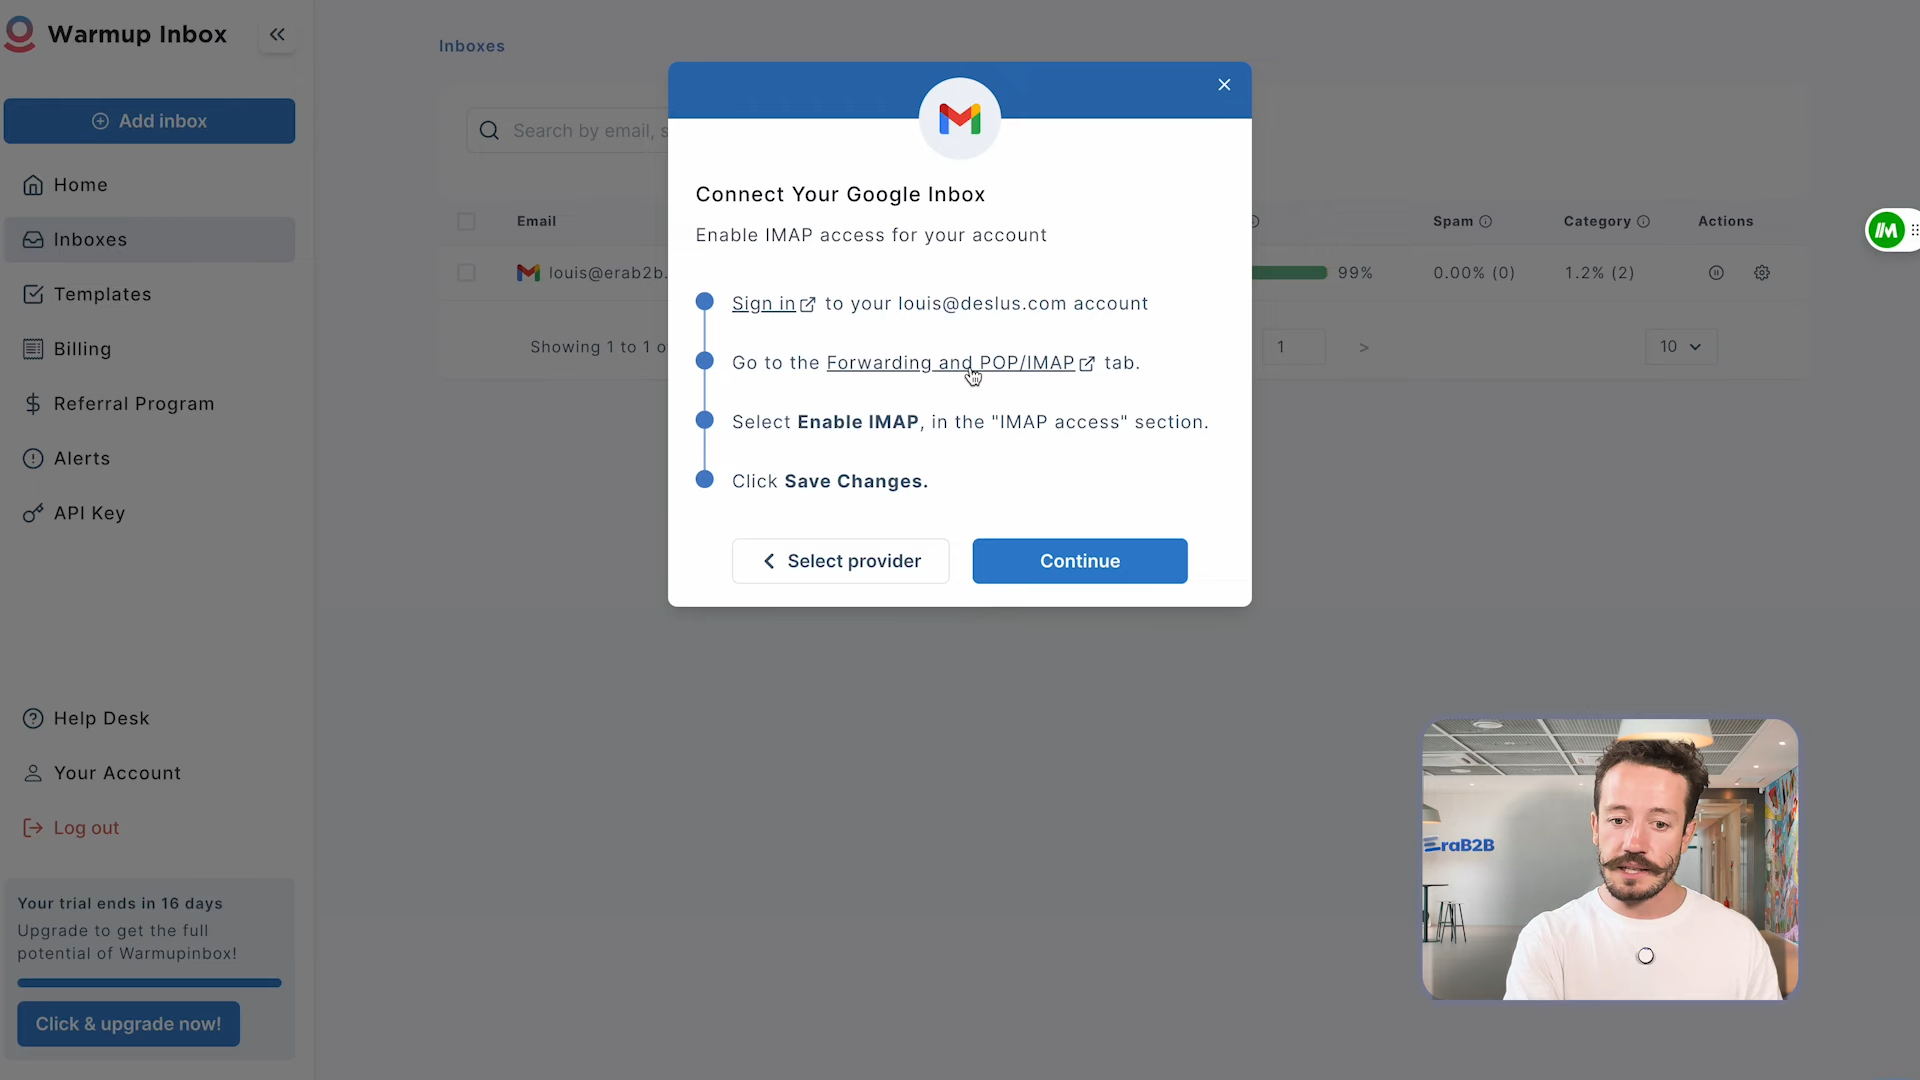 Warmup Inbox
Add inbox
Home
Inboxes
Templates
Billing
Referral Program
Alerts
API Key
Help Desk
Your Account
Log out
Your trial ends in 16 days
Upgrade to get the full
potential of Warmupinbox!
Click & upgrade now!
Inboxes
Search by email, s
Email
Spam
Category
Actions
louis@erab2b.
99%
0.00% (0)
1.2% (2)
Showing 1 to 1 o
1
>
10
Connect Your Google Inbox
Enable IMAP access for your account
Sign in to your louis@deslus.com account
Go to the Forwarding and POP/IMAP tab.
Select Enable IMAP, in the "IMAP access" section.
Click Save Changes.
Select provider
Continue
EraB2B